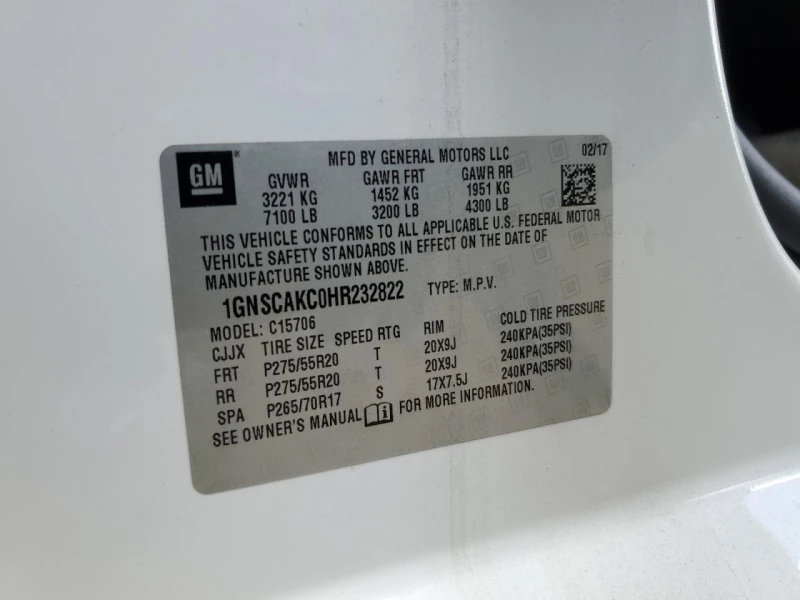 GM
MFD BY GENERAL MOTORS LLC 02/17
GVWR GAWR FRT GAWR RR
3221 KG 1452 KG 1951 KG
7100 LB 3200 LB 4300 LB
THIS VEHICLE CONFORMS TO ALL APPLICABLE U.S. FEDERAL MOTOR
VEHICLE SAFETY STANDARDS IN EFFECT ON THE DATE OF
MANUFACTURE SHOWN ABOVE.
1GNSCAKC0HR232822 TYPE: M.P.V.
MODEL: C15706
CJJX TIRE SIZE SPEED RTG RIM COLD TIRE PRESSURE
FRT P275/55R20 T 20X9J 240KPA(35PSI)
RR P275/55R20 T 20X9J 240KPA(35PSI)
SPA P265/70R17 S 17X7.5J 240KPA(35PSI)
SEE OWNER'S MANUAL FOR MORE INFORMATION.